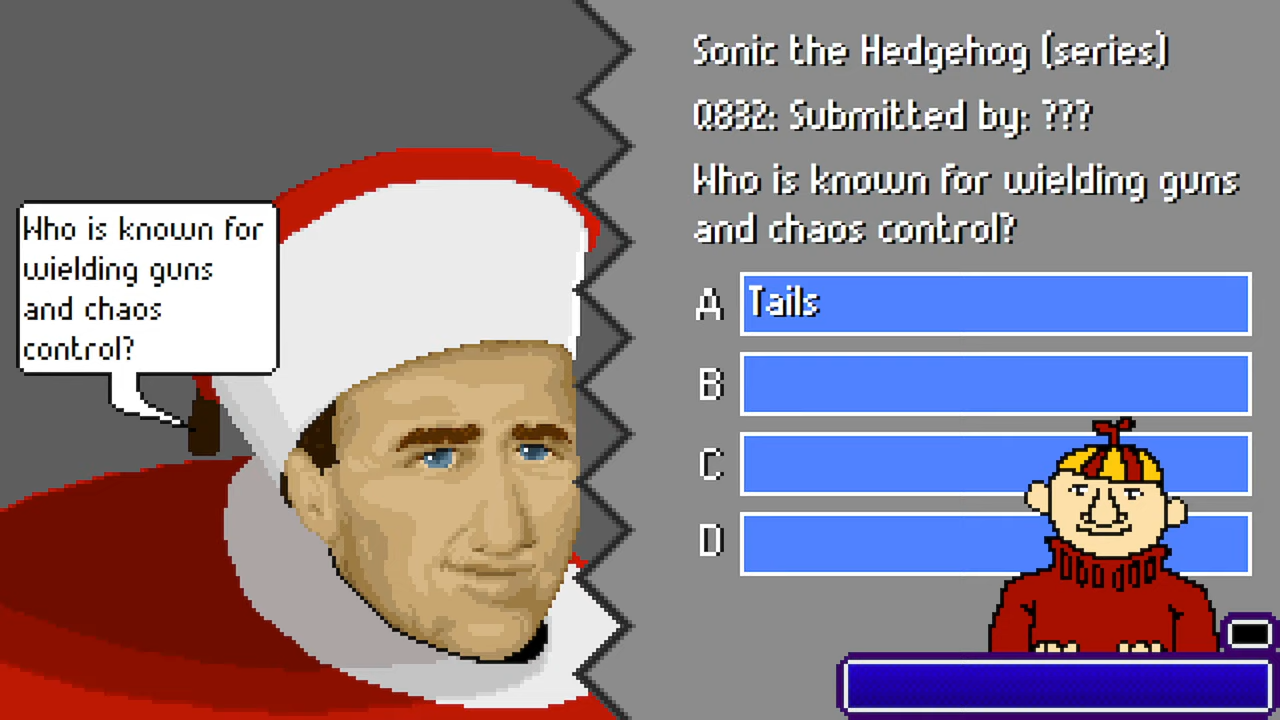 Sonic the Hedgehog (series)
Q832: Submitted by: ???
Who is known for wielding guns
and chaos control?
Who is known for
wielding guns
and chaos
control?
A Tails
B
C
D